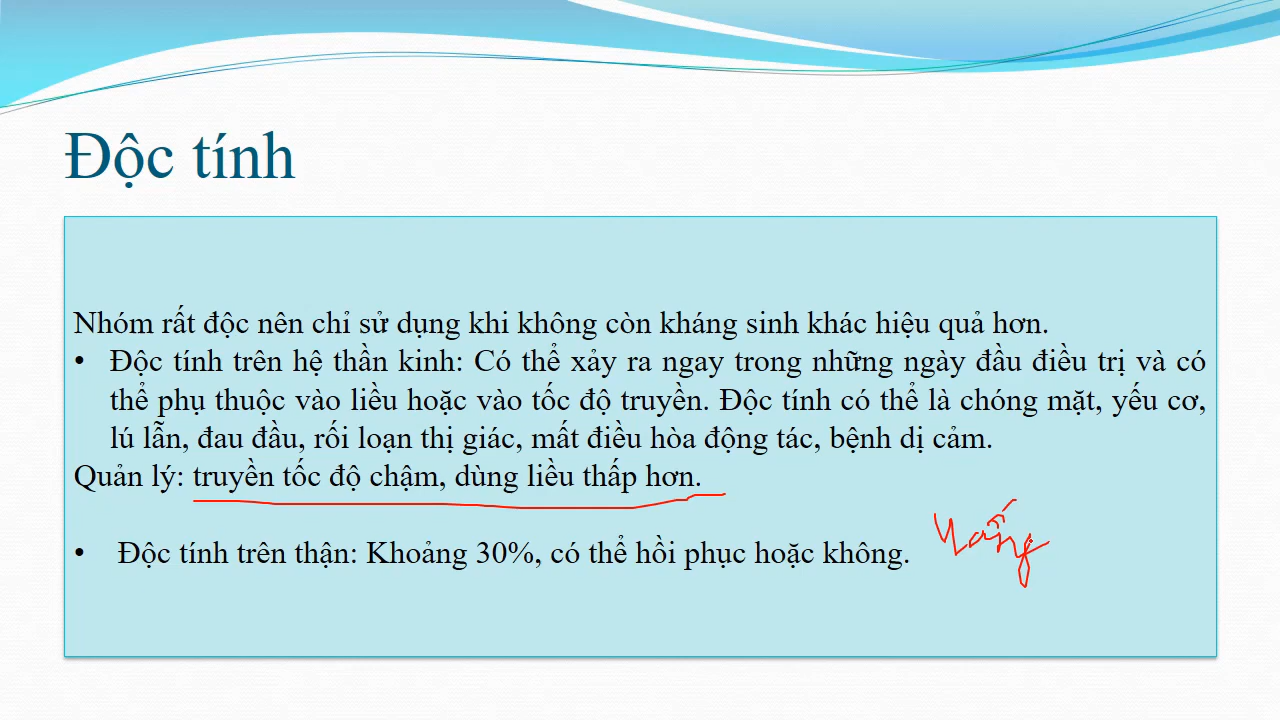 Độc tính
Nhóm rất độc nên chỉ sử dụng khi không còn kháng sinh khác hiệu quả hơn.
• Độc tính trên hệ thần kinh: Có thể xảy ra ngay trong những ngày đầu điều trị và có
thể phụ thuộc vào liều hoặc vào tốc độ truyền. Độc tính có thể là chóng mặt, yếu cơ,
lú lẫn, đau đầu, rối loạn thị giác, mất điều hòa động tác, bệnh dị cảm.
Quản lý: truyền tốc độ chậm, dùng liều thấp hơn.
• Độc tính trên thận: Khoảng 30%, có thể hồi phục hoặc không.